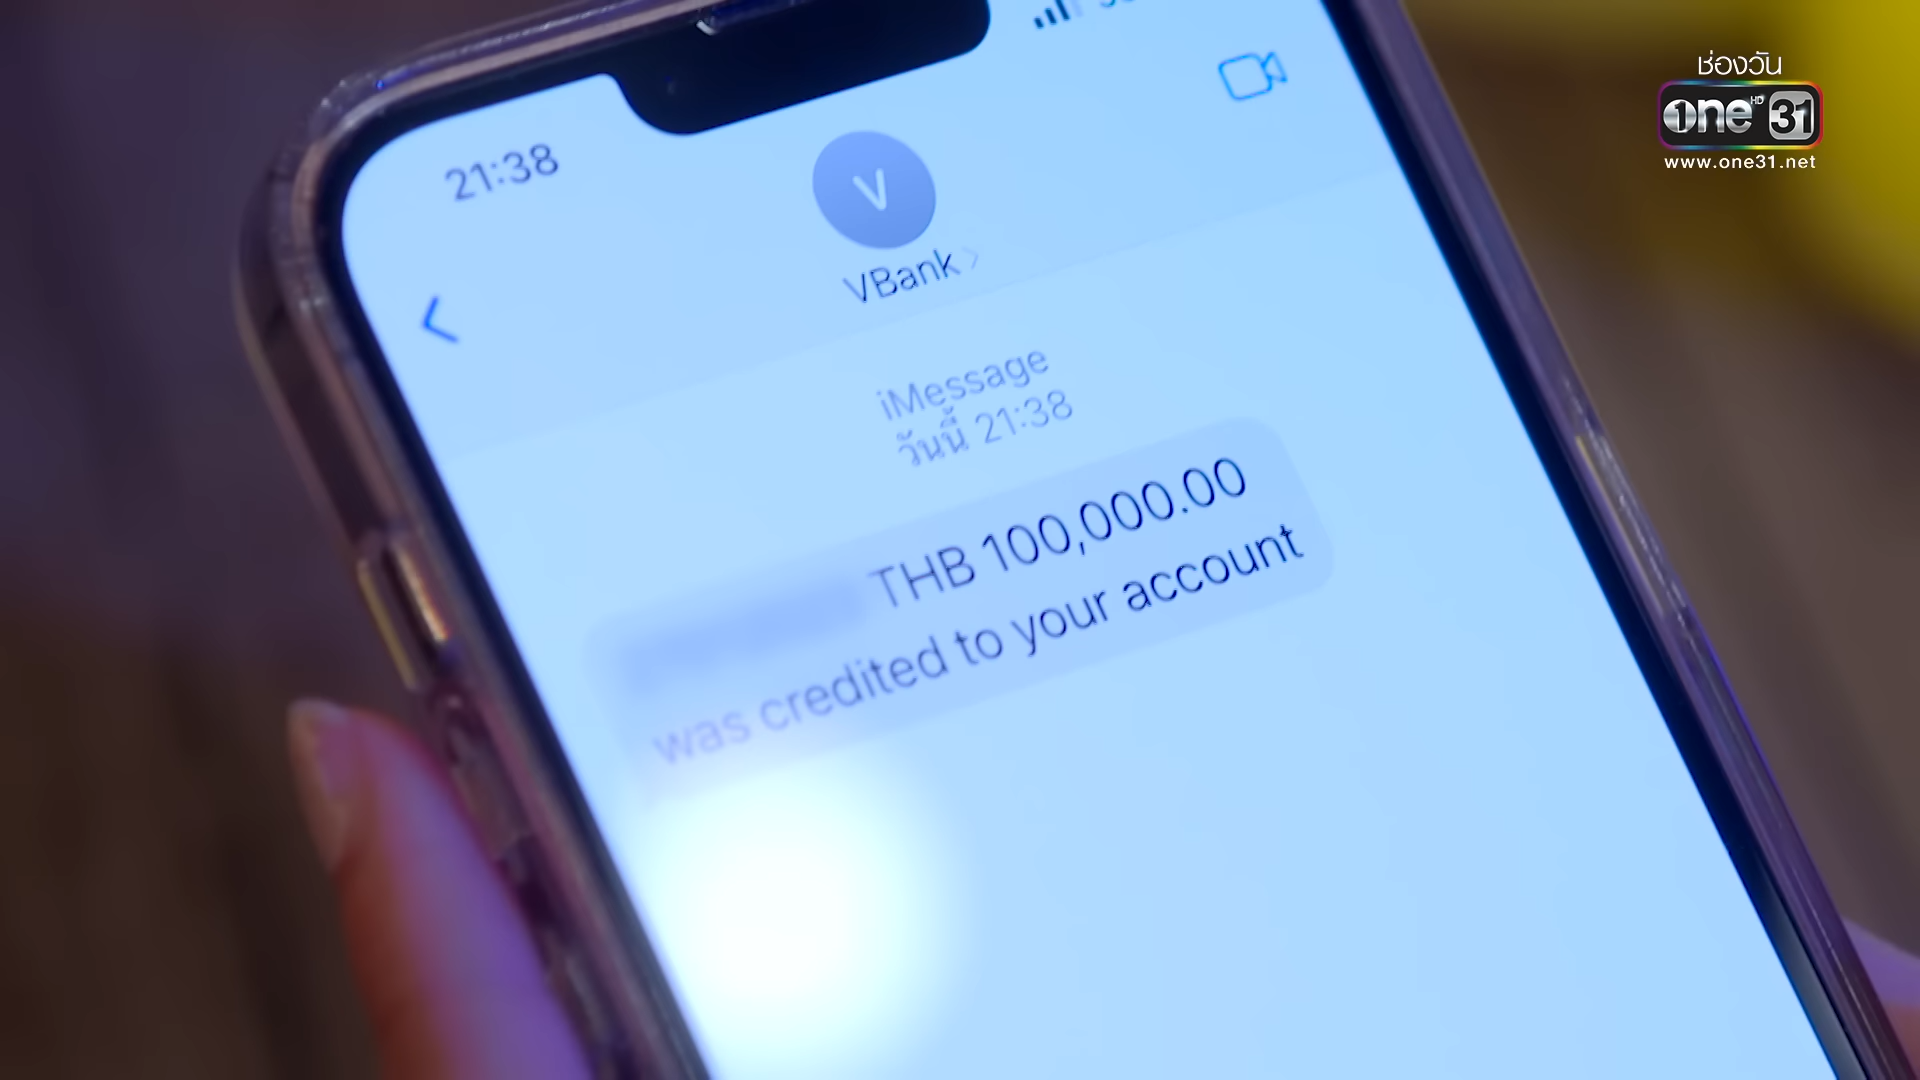 ช่องวัน
one HD 31
www.one31.net
21:38
V
VBank
iMessage
วันนี้ 21:38
THB 100,000.00
was credited to your account